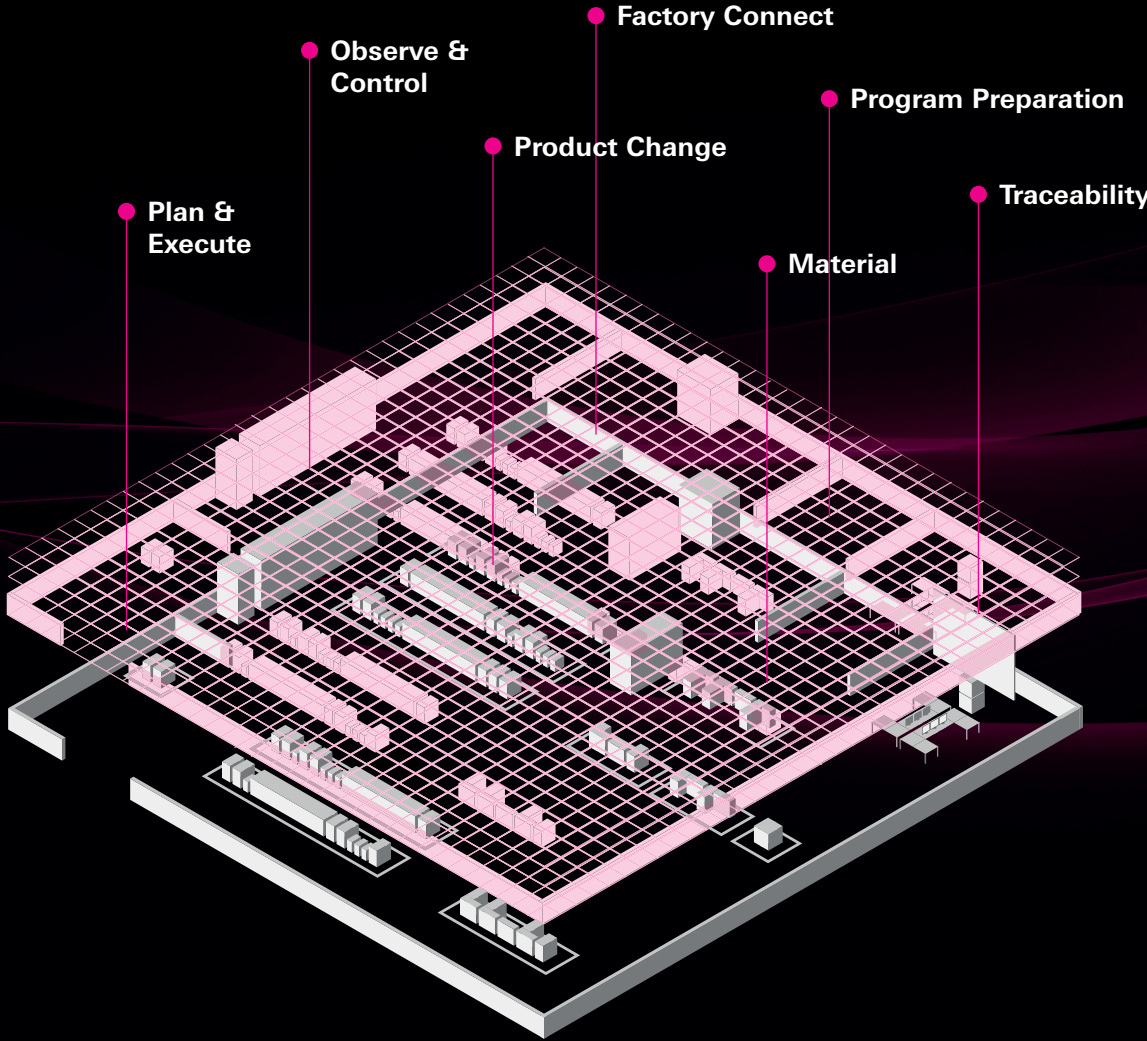 Factory Connect
Observe &
Control
Program Preparation
Product Change
Traceability
Plan &
Execute
Material